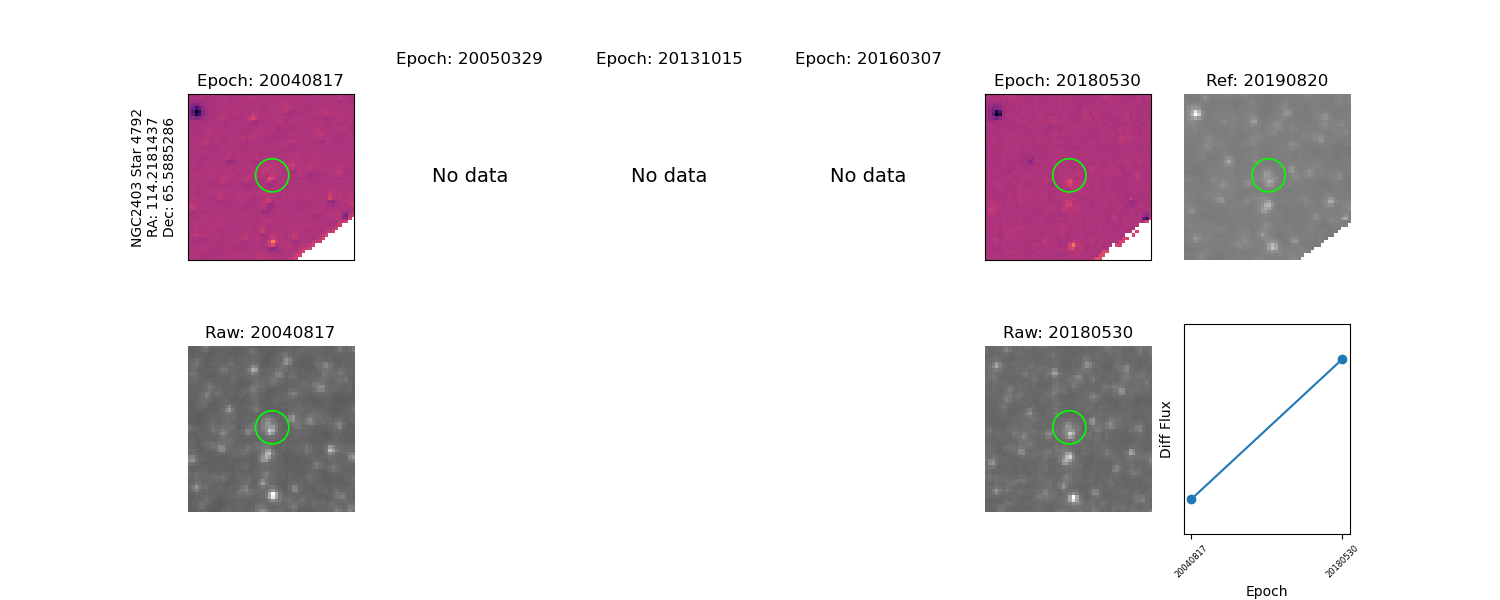 Epoch: 20040817
Epoch: 20050329
Epoch: 20131015
Epoch: 20160307
Epoch: 20180530
Ref: 20190820
NGC2403 Star 4792
RA: 114.2181437
Dec: 65.5885286
No data
No data
No data
Raw: 20040817
Raw: 20180530
Diff Flux
20040817
20180530
Epoch